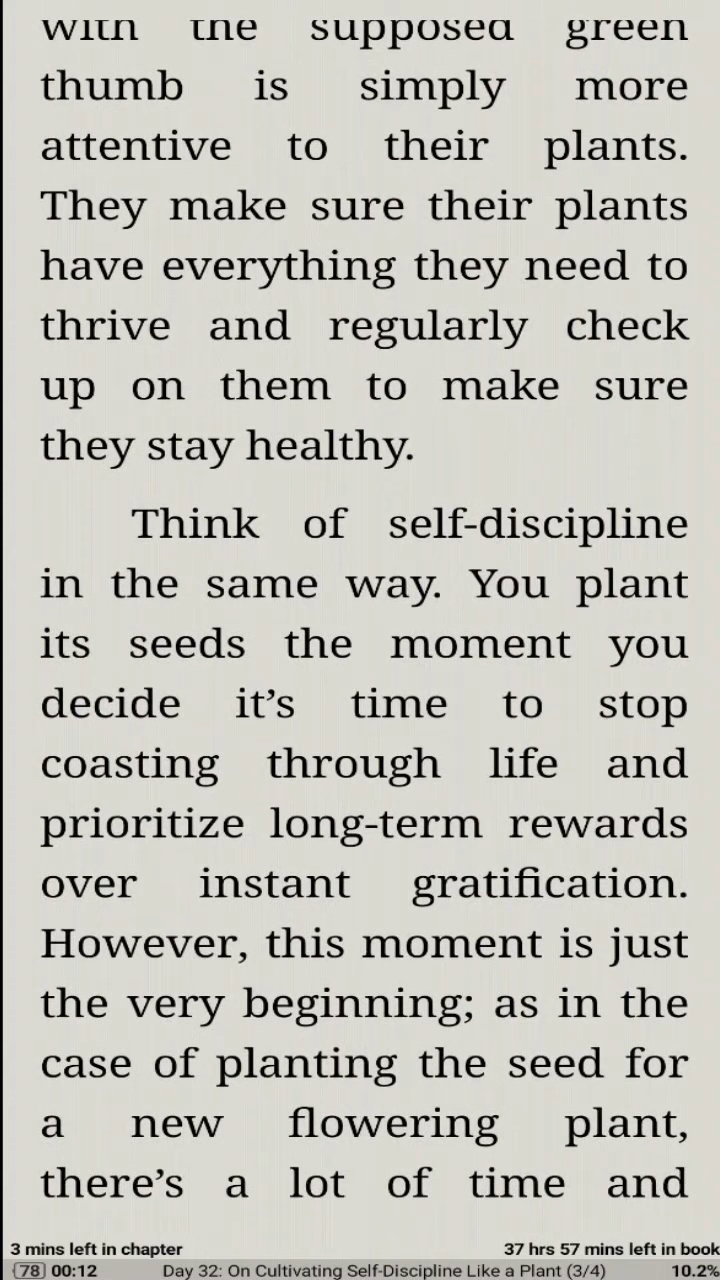 with the supposed green
thumb is simply more
attentive to their plants.
They make sure their plants
have everything they need to
thrive and regularly check
up on them to make sure
they stay healthy.
Think of self-discipline
in the same way. You plant
its seeds the moment you
decide it’s time to stop
coasting through life and
prioritize long-term rewards
over instant gratification.
However, this moment is just
the very beginning; as in the
case of planting the seed for
a new flowering plant,
there’s a lot of time and
3 mins left in chapter 37 hrs 57 mins left in book
78 00:12 Day 32: On Cultivating Self-Discipline Like a Plant (3/4) 10.2%